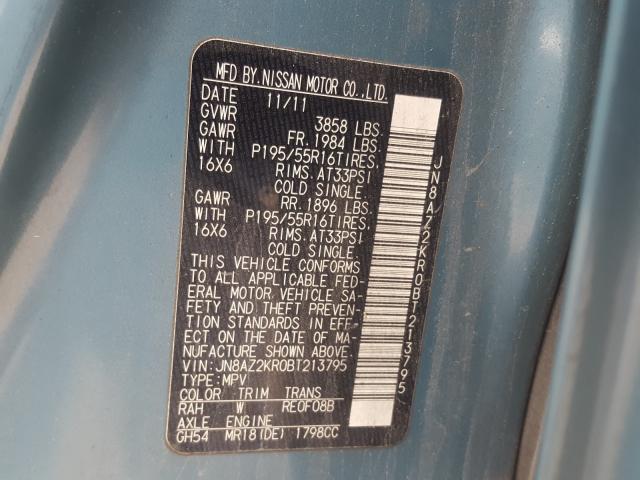 MFD BY.NISSAN MOTOR CO.,LTD.
DATE 11/11
GVWR 3858 LBS.
GAWR FR.1984 LBS.
WITH P195/55R16TIRES.
16X6 RIMS.AT33PSI
COLD SINGLE.
GAWR RR.1896 LBS.
WITH P195/55R16TIRES.
16X6 RIMS.AT33PSI
COLD SINGLE.
THIS VEHICLE CONFORMS
TO ALL APPLICABLE FED-
ERAL MOTOR VEHICLE SA-
FETY AND THEFT PREVEN-
TION STANDARDS IN EFF-
ECT ON THE DATE OF MA-
NUFACTURE SHOWN ABOVE.
VIN:JN8AZ2KR0BT213795
TYPE:MPV
COLOR TRIM TRANS
RAH W RE0F08B
AXLE ENGINE
GH54 MR18(DE) 1798CC
JN8AZ2KR0BT213795